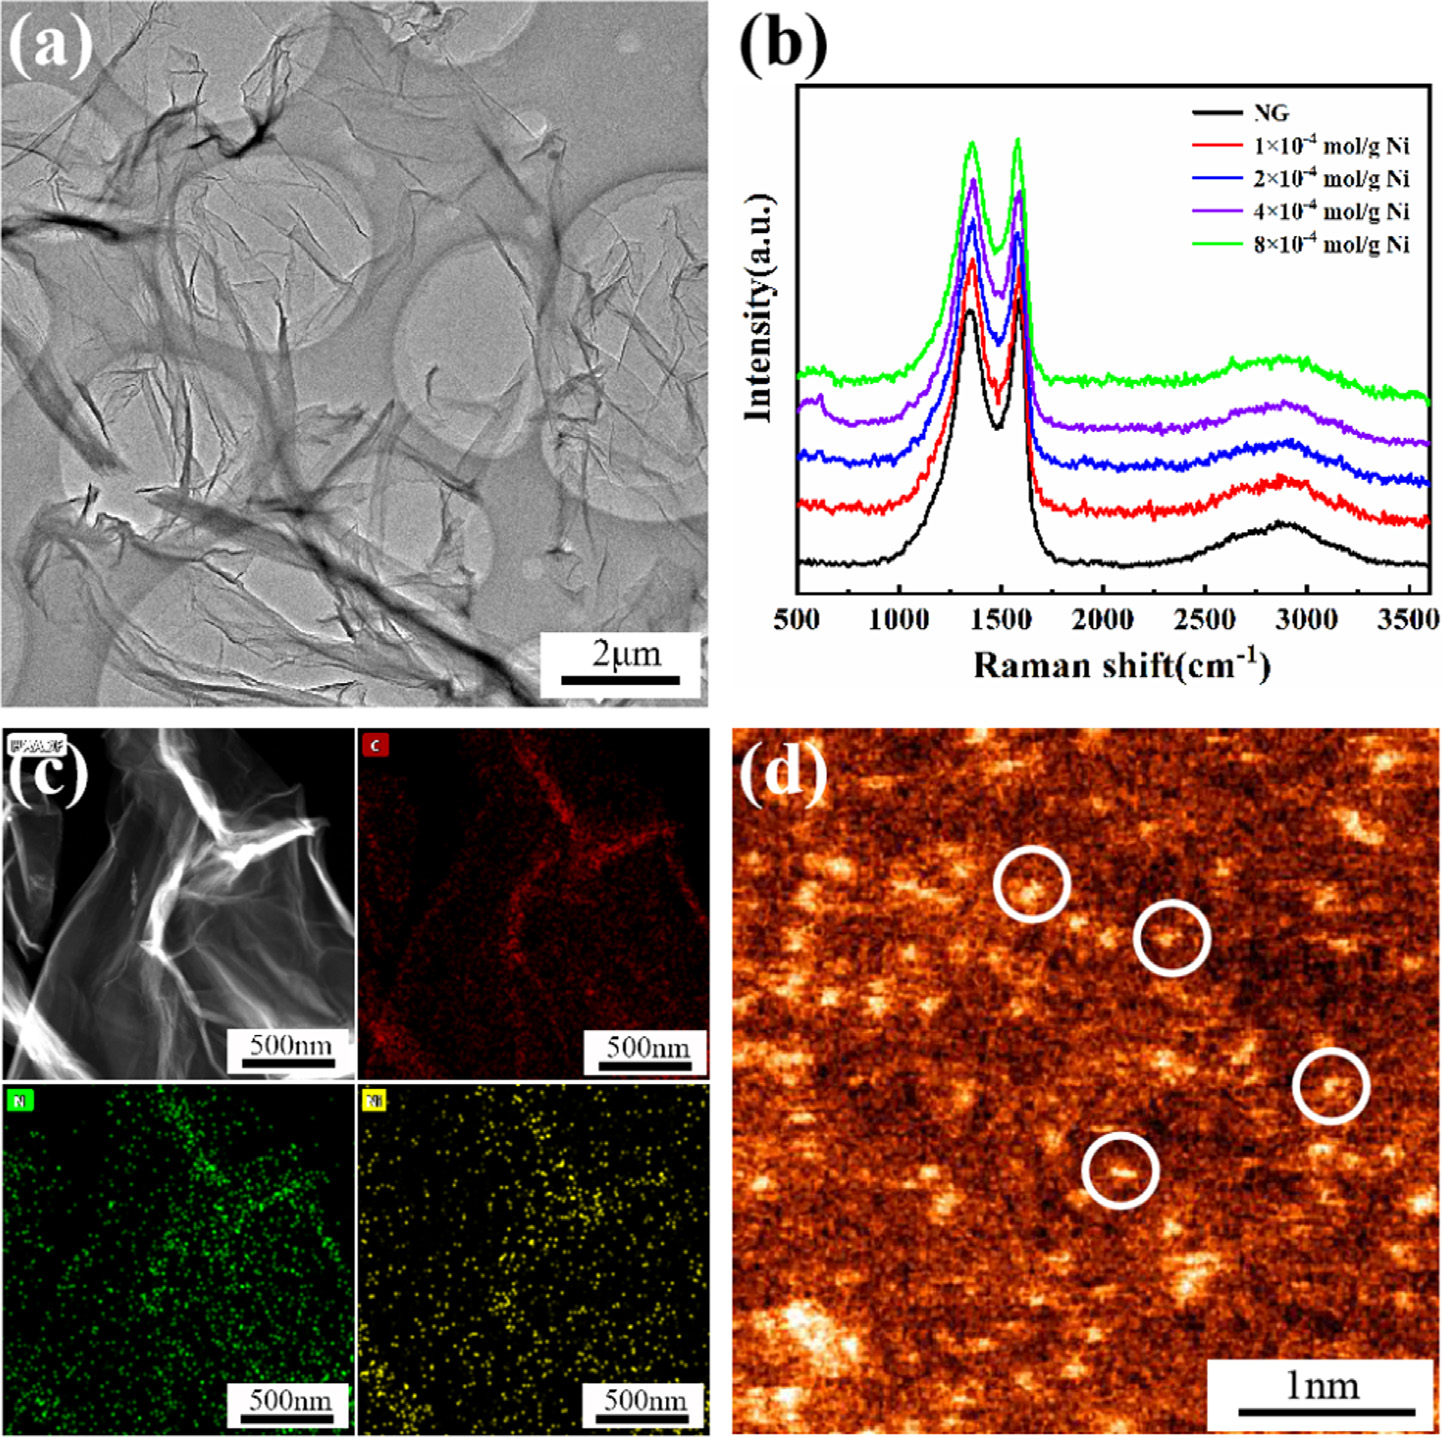 (a)
2μm
(b)
NG
1×10⁻⁴ mol/g Ni
2×10⁻⁴ mol/g Ni
4×10⁻⁴ mol/g Ni
8×10⁻⁴ mol/g Ni
Intensity(a.u.)
500 1000 1500 2000 2500 3000 3500
Raman shift(cm⁻¹)
(c)
HAADF
C
500nm
500nm
N
Ni
500nm
500nm
(d)
1nm